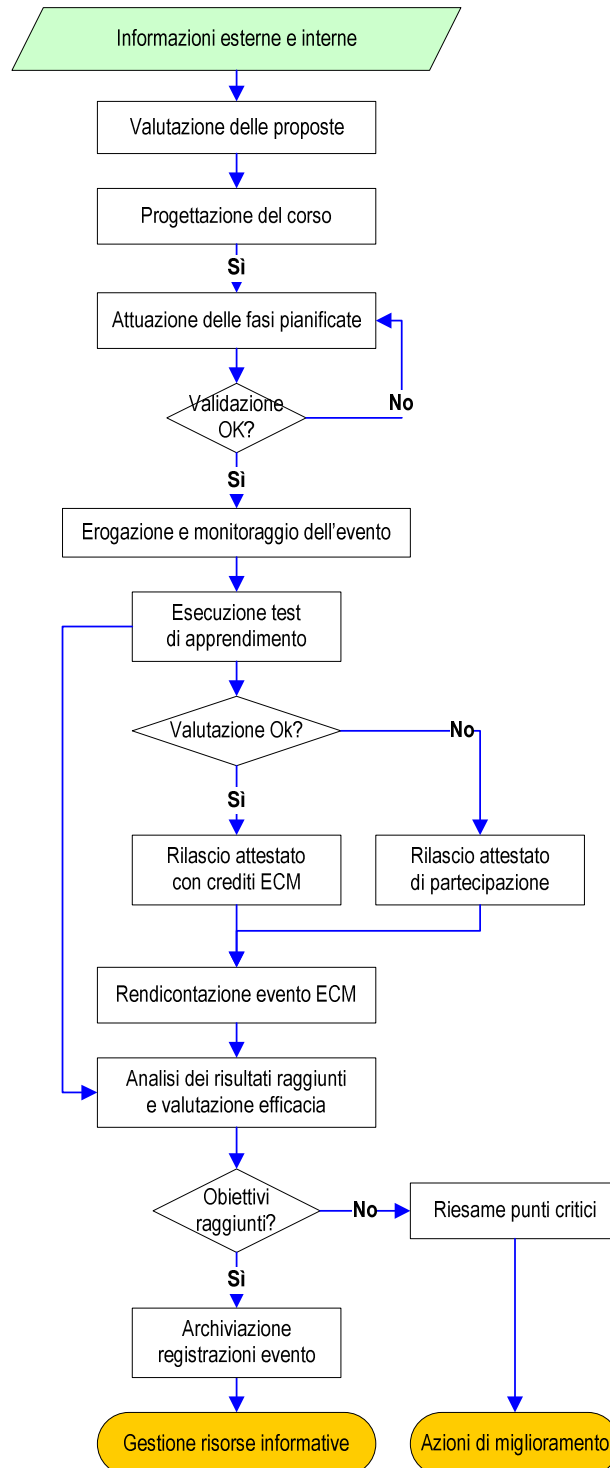 Informazioni esterne e interne
Valutazione delle proposte
Progettazione del corso
Sì
Attuazione delle fasi pianificate
Validazione
OK?
No
Sì
Erogazione e monitoraggio dell'evento
Esecuzione test
di apprendimento
Valutazione Ok?
No
Sì
Rilascio attestato
con crediti ECM
Rilascio attestato
di partecipazione
Rendicontazione evento ECM
Analisi dei risultati raggiunti
e valutazione efficacia
Obiettivi
raggiunti?
No
Riesame punti critici
Sì
Archiviazione
registrazioni evento
Gestione risorse informative
Azioni di miglioramento